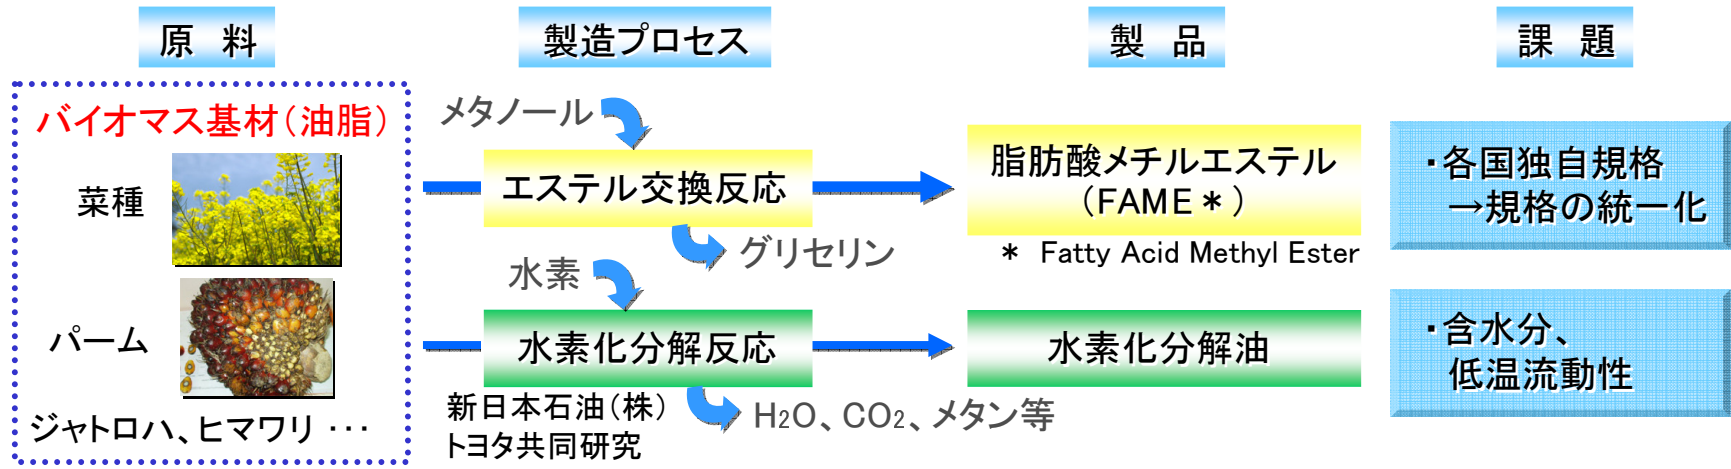 原 料
製造プロセス
製 品
課 題
バイオマス基材（油脂）
菜種
パーム
ジャトロハ、ヒマワリ ･･･
メタノール
エステル交換反応
グリセリン
脂肪酸メチルエステル
（FAME＊）
＊ Fatty Acid Methyl Ester
・各国独自規格
→規格の統一化
水素
水素化分解反応
新日本石油（株）
トヨタ共同研究
H2O、CO2、メタン等
水素化分解油
・含水分、
低温流動性